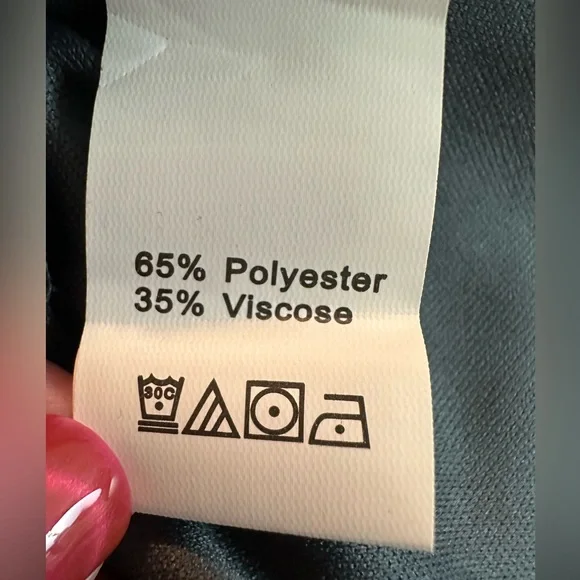 65% Polyester
35% Viscose
30C